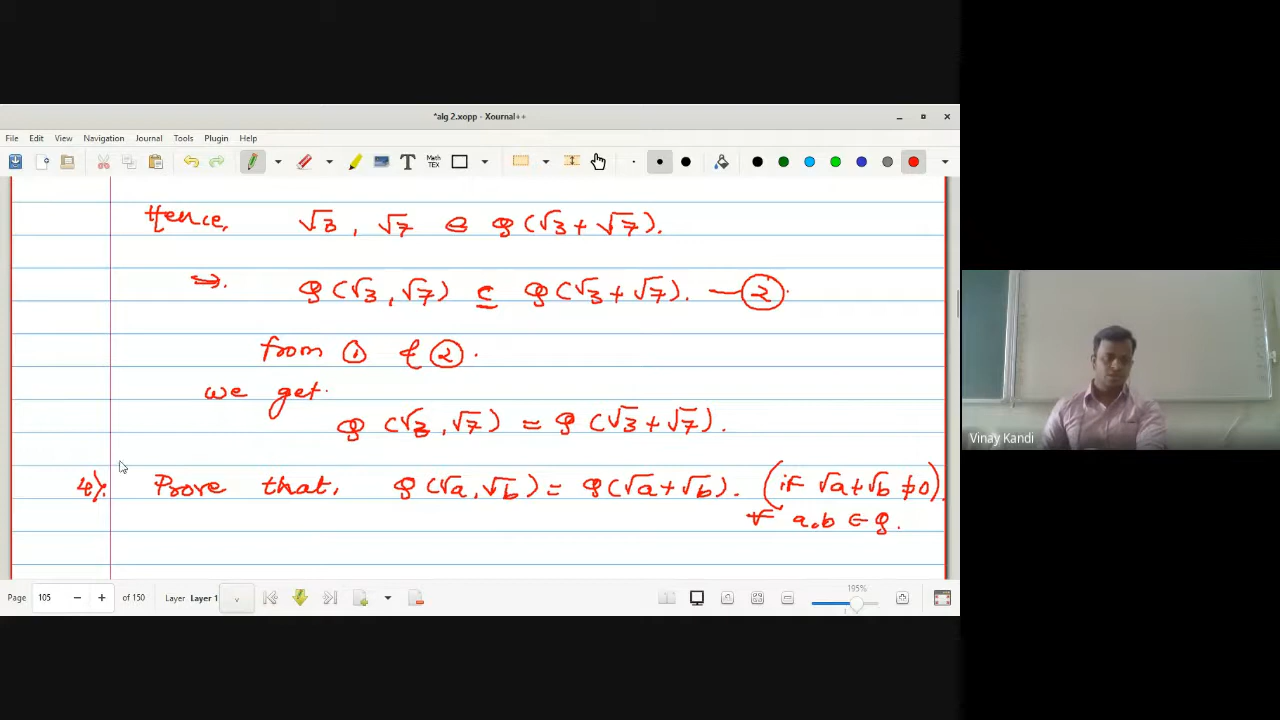 *alg 2.xopp - Xournal++
File Edit View Navigation Journal Tools Plugin Help
Hence, √3, √7 ∈ Q(√3+√7).
⇒ Q(√3, √7) ⊆ Q(√3+√7). — ②
from ① & ②.
we get.
Q(√3, √7) = Q(√3+√7).
4). Prove that, Q(√a, √b) = Q(√a+√b). (if √a+√b ≠0).
∀ a,b ∈ Q.
Vinay Kandi
Page 105 of 150 Layer Layer 1 195%